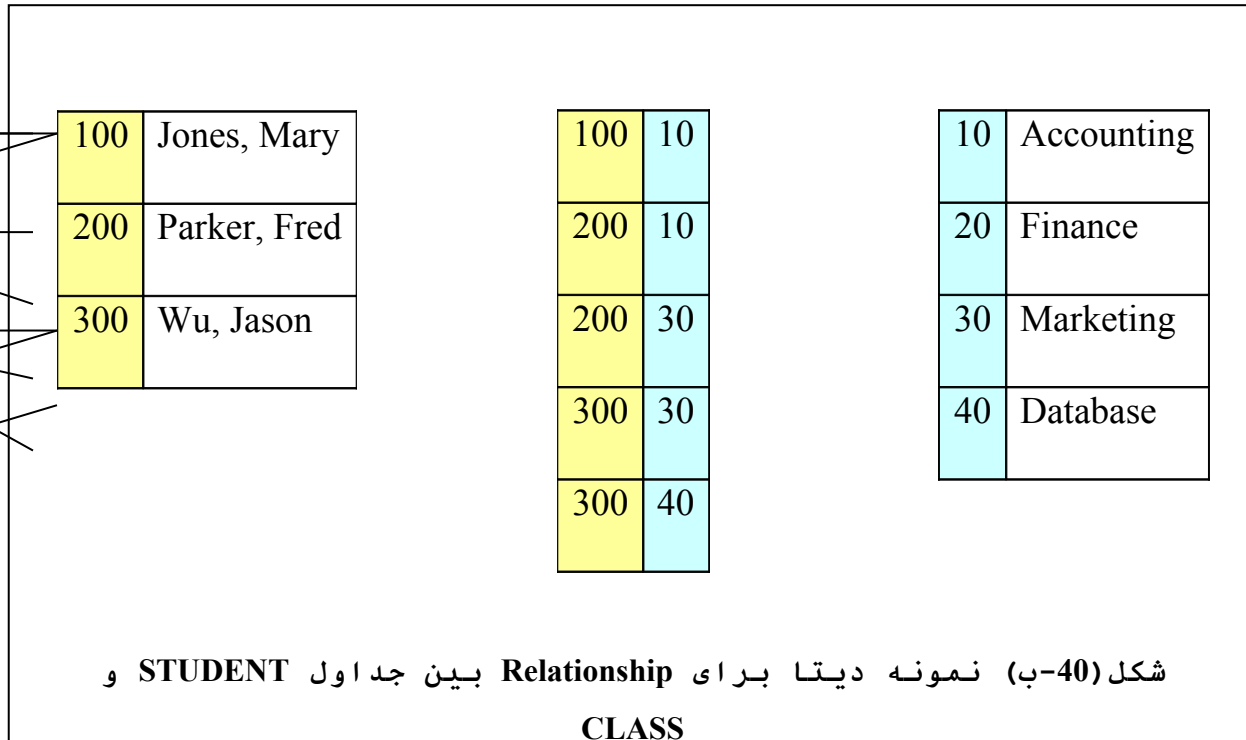 100 Jones, Mary
200 Parker, Fred
300 Wu, Jason
100 10
200 10
200 30
300 30
300 40
10 Accounting
20 Finance
30 Marketing
40 Database
شکل(40-ب) نمونه دیتا برای Relationship بین جداول STUDENT و
CLASS